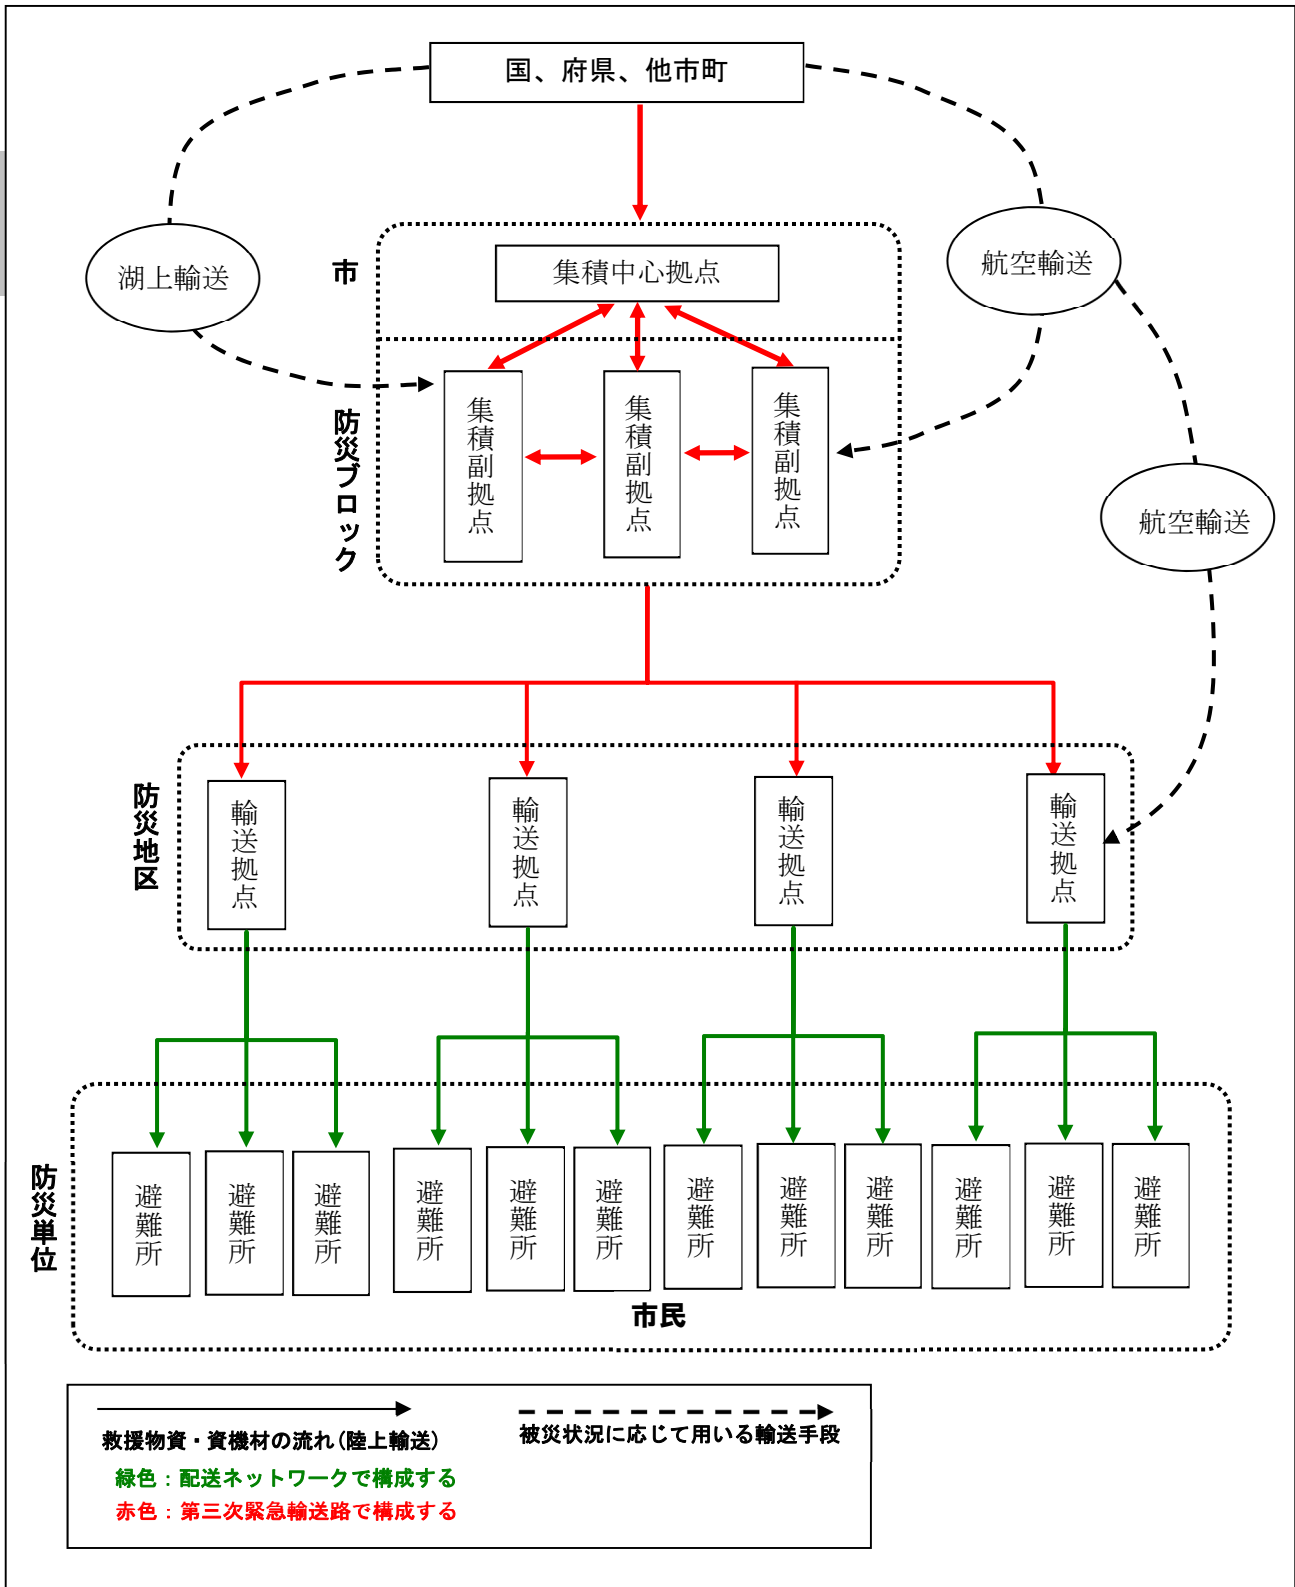 国、府県、他市町
湖上輸送
航空輸送
市
集積中心拠点
防災ブロック
集積副拠点
集積副拠点
集積副拠点
航空輸送
防災地区
輸送拠点
輸送拠点
輸送拠点
輸送拠点
防災単位
避難所
避難所
避難所
避難所
避難所
避難所
避難所
避難所
避難所
避難所
避難所
避難所
市民
救援物資・資機材の流れ(陸上輸送)
被災状況に応じて用いる輸送手段
緑色：配送ネットワークで構成する
赤色：第三次緊急輸送路で構成する